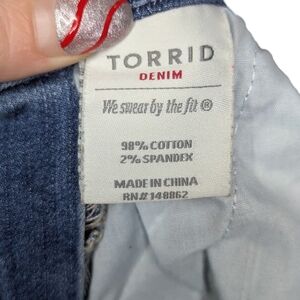 TORRID
DENIM
We swear by the fit ®
98% COTTON
2% SPANDEX
MADE IN CHINA
RN# 148862